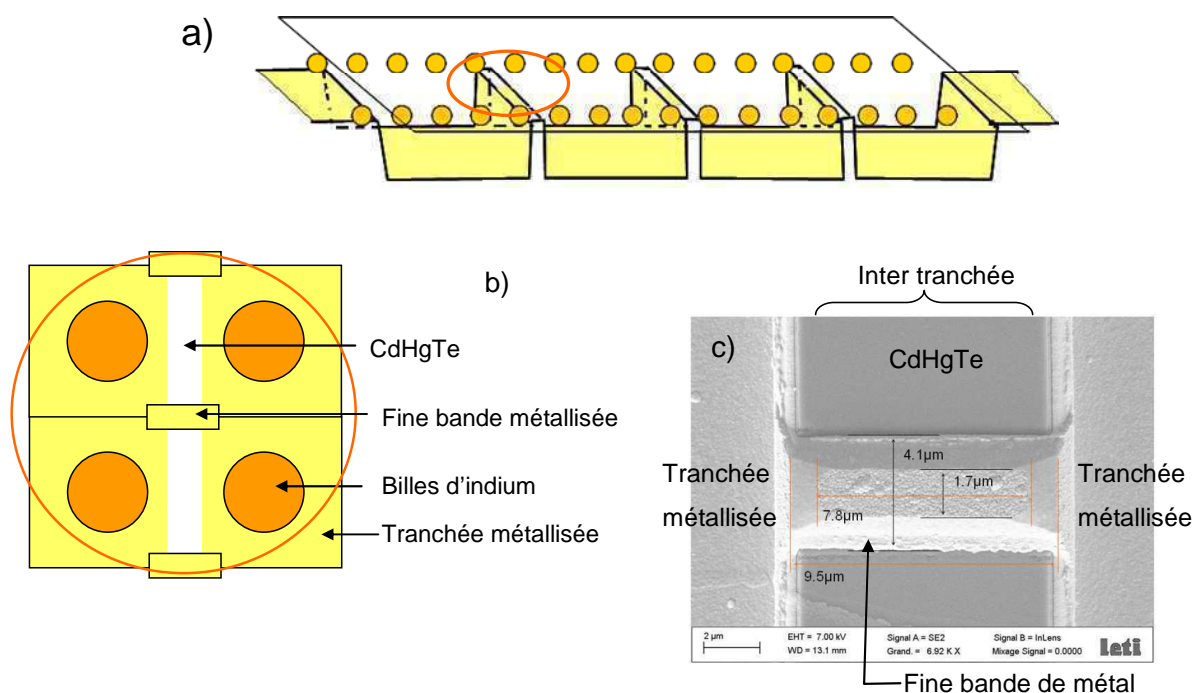 a)
b)
CdHgTe
Fine bande métallisée
Billes d'indium
Tranchée métallisée
Inter tranchée
c)
CdHgTe
4.1µm
1.7µm
Tranchée
métallisée
Tranchée
métallisée
7.8µm
9.5µm
2 µm
EHT = 7.00 kV
WD = 13.1 mm
Signal A = SE2
Grand. = 6.92 K X
Signal B = InLens
Mixage Signal = 0.0000
leti
Fine bande de métal